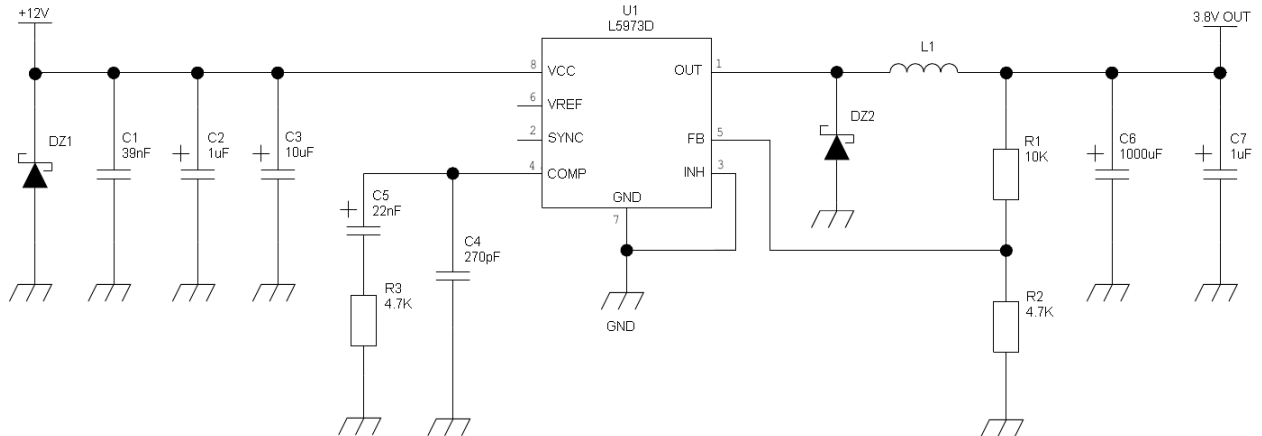 +12V
U1
L5973D
3.8V OUT
8 VCC
OUT 1
L1
6 VREF
2 SYNC
4 COMP
FB 5
INH 3
GND
7
DZ1
C1
39nF
C2
1uF
C3
10uF
C5
22nF
C4
270pF
R3
4.7K
GND
DZ2
R1
10K
C6
1000uF
C7
1uF
R2
4.7K